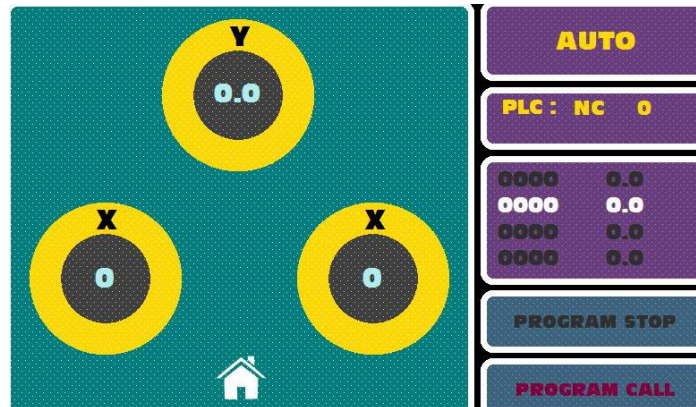 Y
0.0
X
0
X
0
AUTO
PLC : NC 0
0000 0.0
0000 0.0
0000 0.0
0000 0.0
PROGRAM STOP
PROGRAM CALL